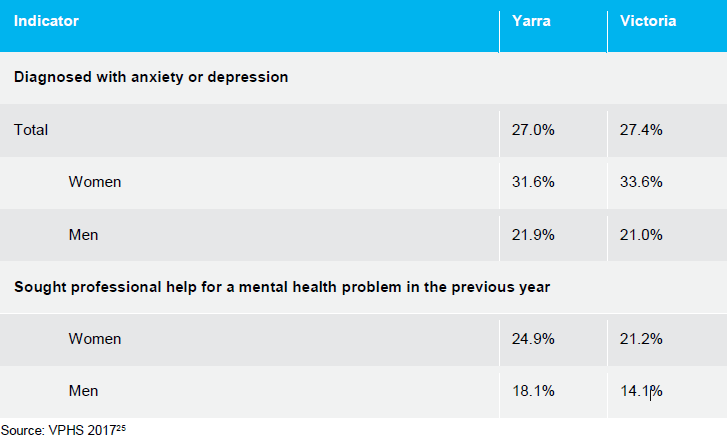 Indicator Yarra Victoria
Diagnosed with anxiety or depression
Total 27.0% 27.4%
Women 31.6% 33.6%
Men 21.9% 21.0%
Sought professional help for a mental health problem in the previous year
Women 24.9% 21.2%
Men 18.1% 14.1%
Source: VPHS 2017²⁵